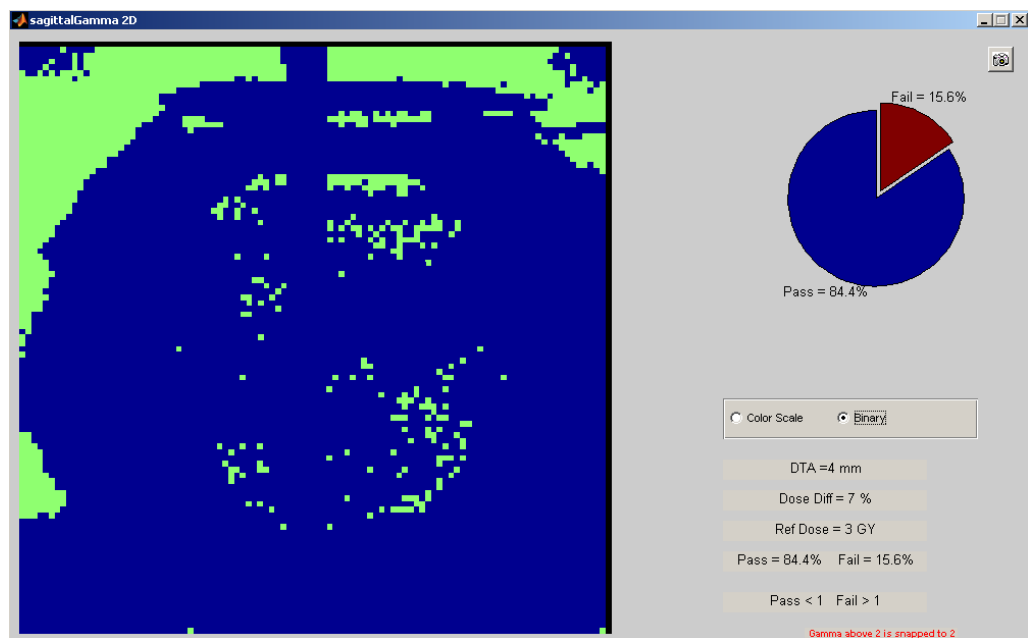 sagittalGamma 2D
Fail = 15.6%
Pass = 84.4%
Color Scale Binary
DTA =4 mm
Dose Diff = 7 %
Ref Dose = 3 GY
Pass = 84.4% Fail = 15.6%
Pass < 1 Fail > 1
Gamma above 2 is snapped to 2